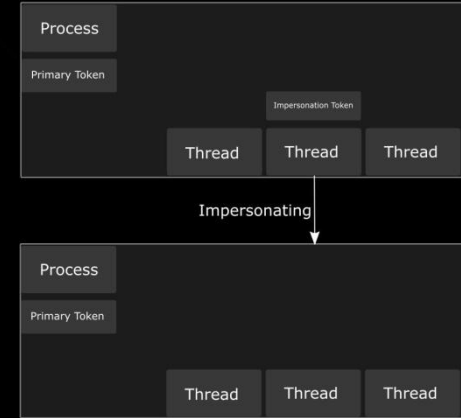 Process
Primary Token
Impersonation Token
Thread
Thread
Thread
Impersonating
Process
Primary Token
Thread
Thread
Thread